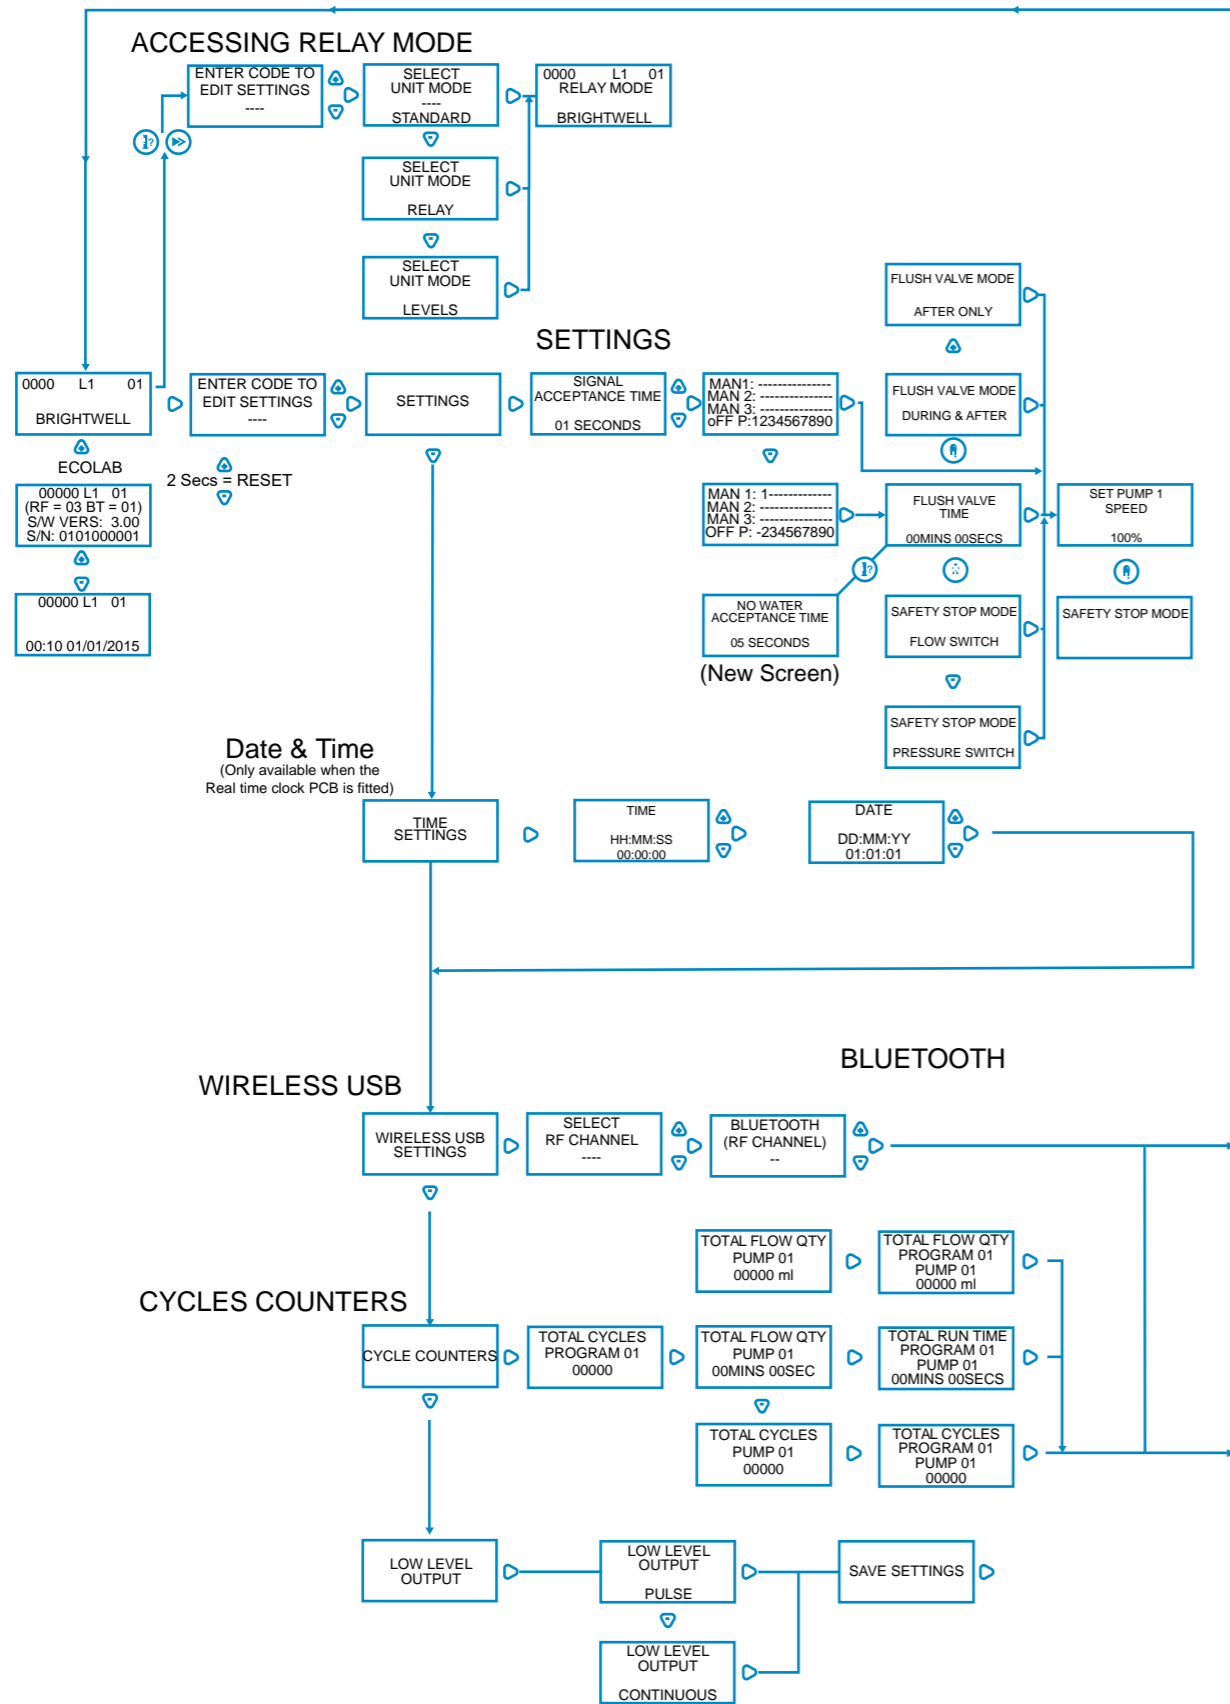 ACCESSING RELAY MODE
ENTER CODE TO
EDIT SETTINGS
----
SELECT
UNIT MODE
----
STANDARD
0000 L1 01
RELAY MODE
BRIGHTWELL
SELECT
UNIT MODE
RELAY
SELECT
UNIT MODE
LEVELS
SETTINGS
FLUSH VALVE MODE
AFTER ONLY
0000 L1 01
BRIGHTWELL
ENTER CODE TO
EDIT SETTINGS
----
SETTINGS
SIGNAL
ACCEPTANCE TIME
01 SECONDS
MAN1: ---------------
MAN 2: ---------------
MAN 3: ---------------
oFF P:1234567890
FLUSH VALVE MODE
DURING & AFTER
ECOLAB
2 Secs = RESET
00000 L1 01
(RF = 03 BT = 01)
S/W VERS: 3.00
S/N: 0101000001
MAN 1: 1-------------
MAN 2: ---------------
MAN 3: ---------------
OFF P: -234567890
FLUSH VALVE
TIME
00MINS 00SECS
SET PUMP 1
SPEED
100%
00000 L1 01
00:10 01/01/2015
NO WATER
ACCEPTANCE TIME
05 SECONDS
(New Screen)
SAFETY STOP MODE
FLOW SWITCH
SAFETY STOP MODE
SAFETY STOP MODE
PRESSURE SWITCH
Date & Time
(Only available when the
Real time clock PCB is fitted)
TIME
SETTINGS
TIME
HH:MM:SS
00:00:00
DATE
DD:MM:YY
01:01:01
BLUETOOTH
WIRELESS USB
WIRELESS USB
SETTINGS
SELECT
RF CHANNEL
----
BLUETOOTH
(RF CHANNEL)
--
TOTAL FLOW QTY
PUMP 01
00000 ml
TOTAL FLOW QTY
PROGRAM 01
PUMP 01
00000 ml
CYCLES COUNTERS
CYCLE COUNTERS
TOTAL CYCLES
PROGRAM 01
00000
TOTAL FLOW QTY
PUMP 01
00MINS 00SEC
TOTAL RUN TIME
PROGRAM 01
PUMP 01
00MINS 00SECS
TOTAL CYCLES
PUMP 01
00000
TOTAL CYCLES
PROGRAM 01
PUMP 01
00000
LOW LEVEL
OUTPUT
LOW LEVEL
OUTPUT
PULSE
SAVE SETTINGS
LOW LEVEL
OUTPUT
CONTINUOUS